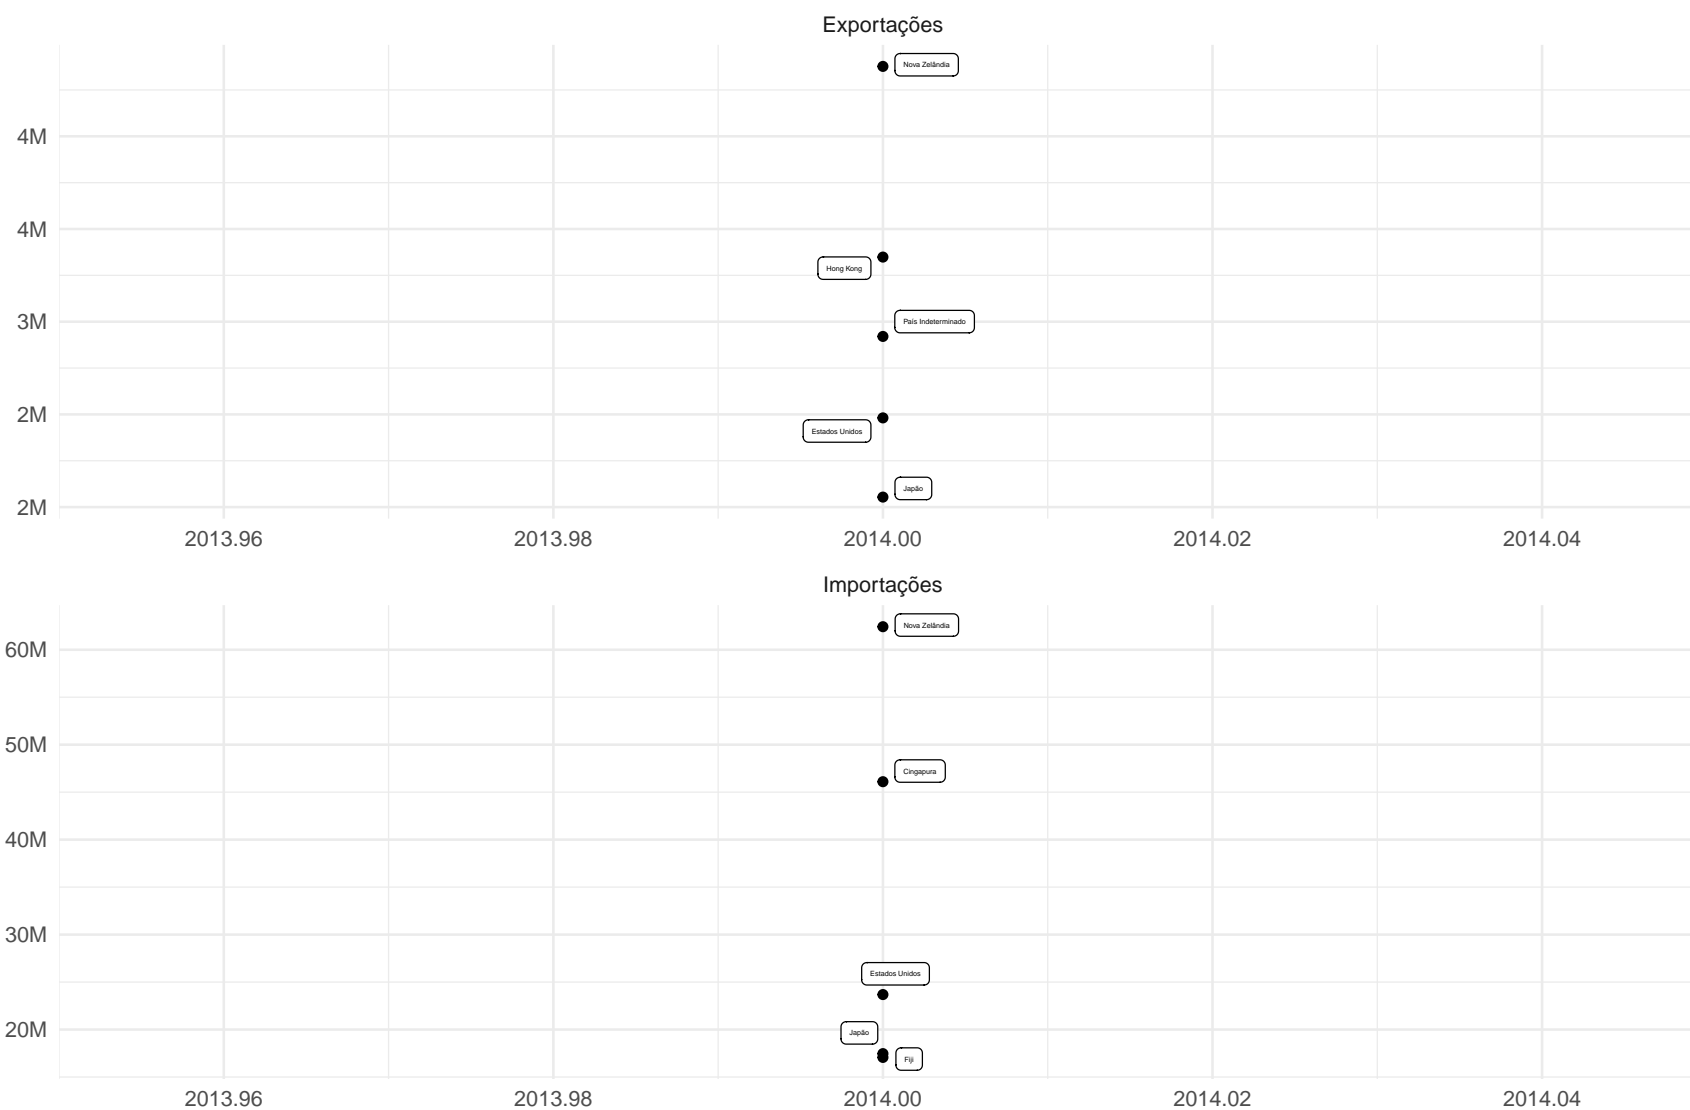 Exportações
Nova Zelândia
4M
4M
Hong Kong
País Indeterminado
3M
2M
Estados Unidos
Japão
2M
2013.96 2013.98 2014.00 2014.02 2014.04
Importações
Nova Zelândia
60M
50M
Cingapura
40M
30M
Estados Unidos
20M
Japão
Fiji
2013.96 2013.98 2014.00 2014.02 2014.04